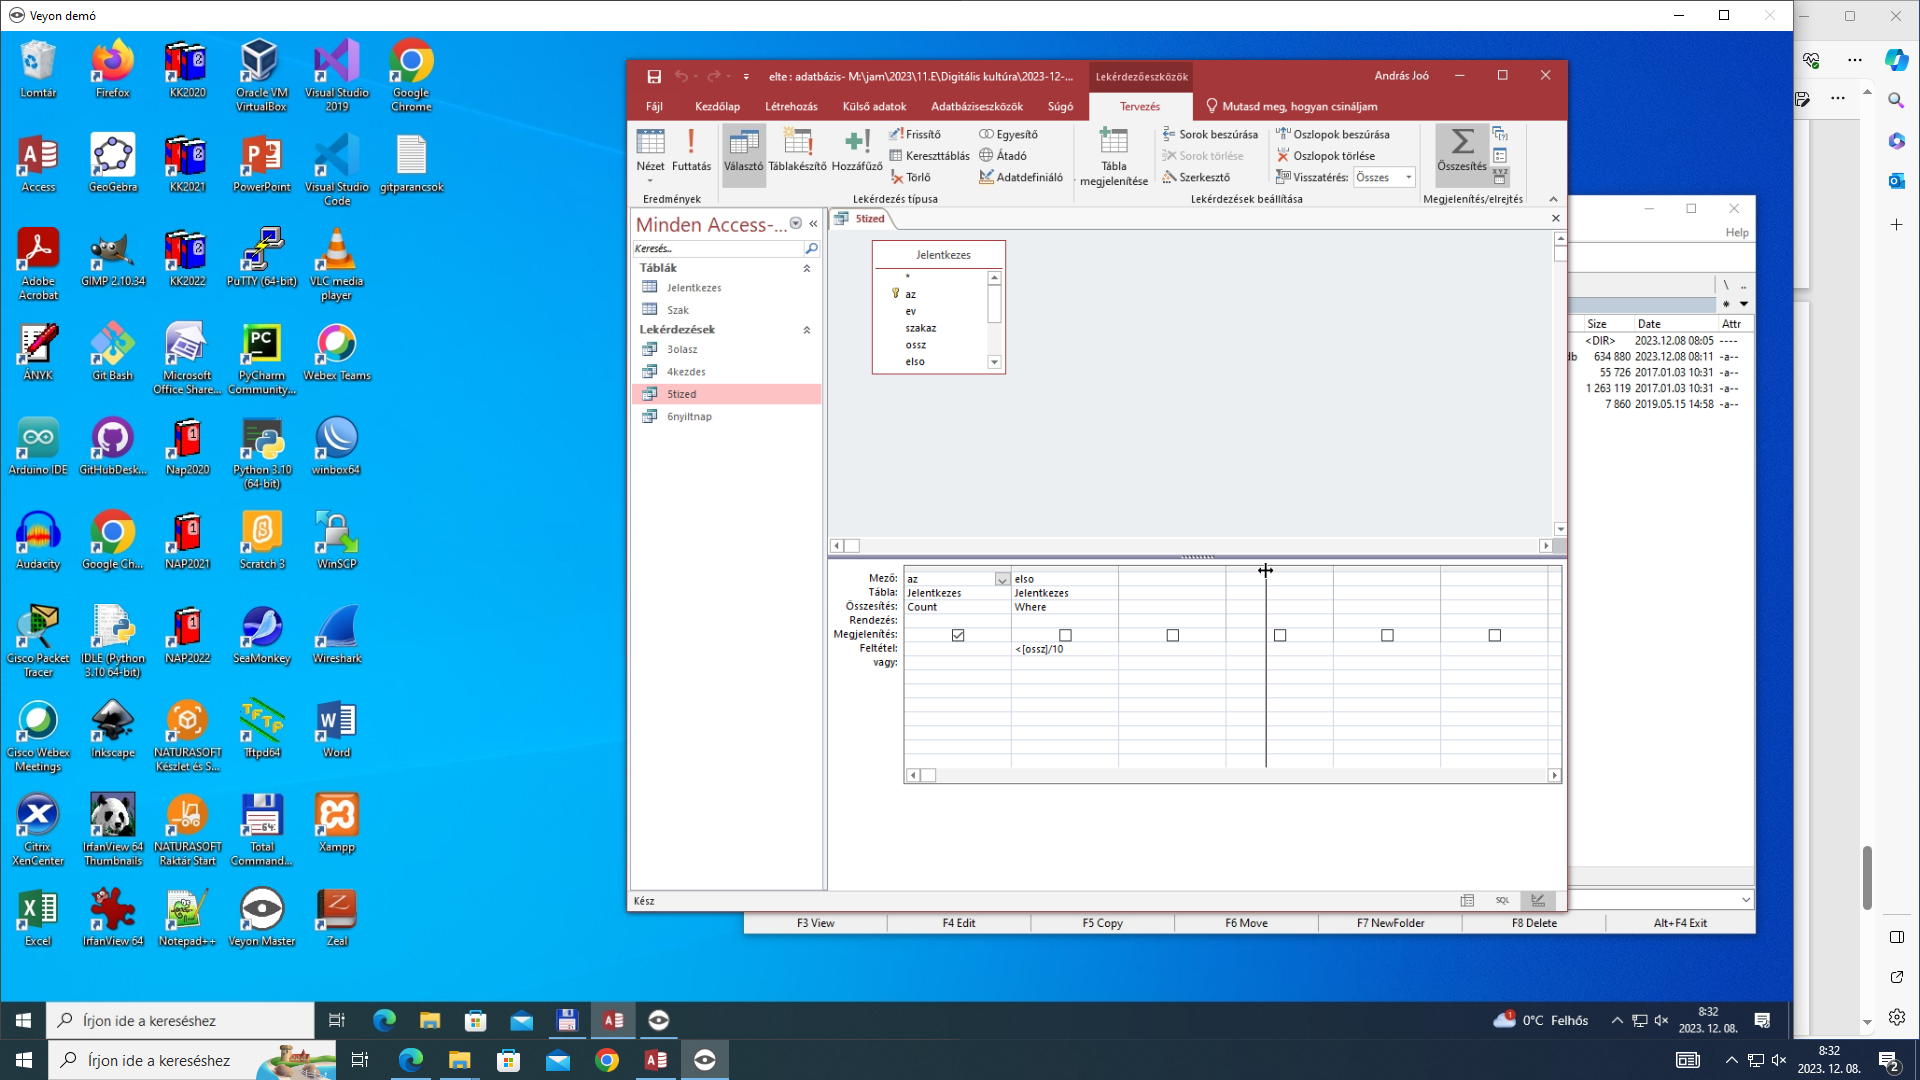 Veyon demó
Lomtár
Firefox
KK2020
Oracle VM VirtualBox
Visual Studio 2019
Google Chrome
Access
GeoGebra
KK2021
PowerPoint
Visual Studio Code
gitparancsok
Adobe Acrobat
GIMP 2.10.34
KK2022
PuTTY (64-bit)
VLC media player
ÁNYK
Git Bash
Microsoft Office Share...
PyCharm Community...
Webex Teams
Arduino IDE
GitHubDesk...
Nap2020
Python 3.10 (64-bit)
winbox64
Audacity
Google Ch...
NAP2021
Scratch 3
WinSCP
Cisco Packet Tracer
IDLE (Python 3.10 64-bit)
NAP2022
SeaMonkey
Wireshark
Cisco Webex Meetings
Inkscape
NATURASOFT Készlet és S...
Tftpd64
Word
Citrix XenCenter
IrfanView 64 Thumbnails
NATURASOFT Raktár Start
Total Command...
Xampp
Excel
IrfanView 64
Notepad++
Veyon Master
Zeal
elte : adatbázis- M:\jam\2023\11.E\Digitális kultúra\2023-12-...
Lekérdezőeszközök
András Joó
Fájl
Kezdőlap
Létrehozás
Külső adatok
Adatbáziseszközök
Súgó
Tervezés
Mutasd meg, hogyan csináljam
Nézet
Futtatás
Eredmények
Választó
Táblakészítő
Hozzáfűző
Frissítő
Kereszttáblás
Törlő
Egyesítő
Átadó
Adatdefiniáló
Lekérdezés típusa
Tábla megjelenítése
Sorok beszúrása
Sorok törlése
Szerkesztő
Oszlopok beszúrása
Oszlopok törlése
Visszatérés: Összes
Lekérdezések beállítása
Összesítés
Megjelenítés/elrejtés
Minden Access-...
Keresés...
Táblák
Jelentkezes
Szak
Lekérdezések
3olasz
4kezdes
5tized
6nyiltnap
5tized
Jelentkezes
*
az
ev
szakaz
ossz
elso
Mező: az elso
Tábla: Jelentkezes Jelentkezes
Összesítés: Count Where
Rendezés:
Megjelenítés:
Feltétel: <[ossz]/10
vagy:
Kész
SQL
Help
\ ..
* 
Size Date Attr
<DIR> 2023.12.08 08:05 ----
db 634 880 2023.12.08 08:11 -a--
55 726 2017.01.03 10:31 -a--
1 263 119 2017.01.03 10:31 -a--
7 860 2019.05.15 14:58 -a--
F3 View
F4 Edit
F5 Copy
F6 Move
F7 NewFolder
F8 Delete
Alt+F4 Exit
Írjon ide a kereséshez
0°C Felhős
8:32
2023. 12. 08.
Írjon ide a kereséshez
8:32
2023. 12. 08.
2